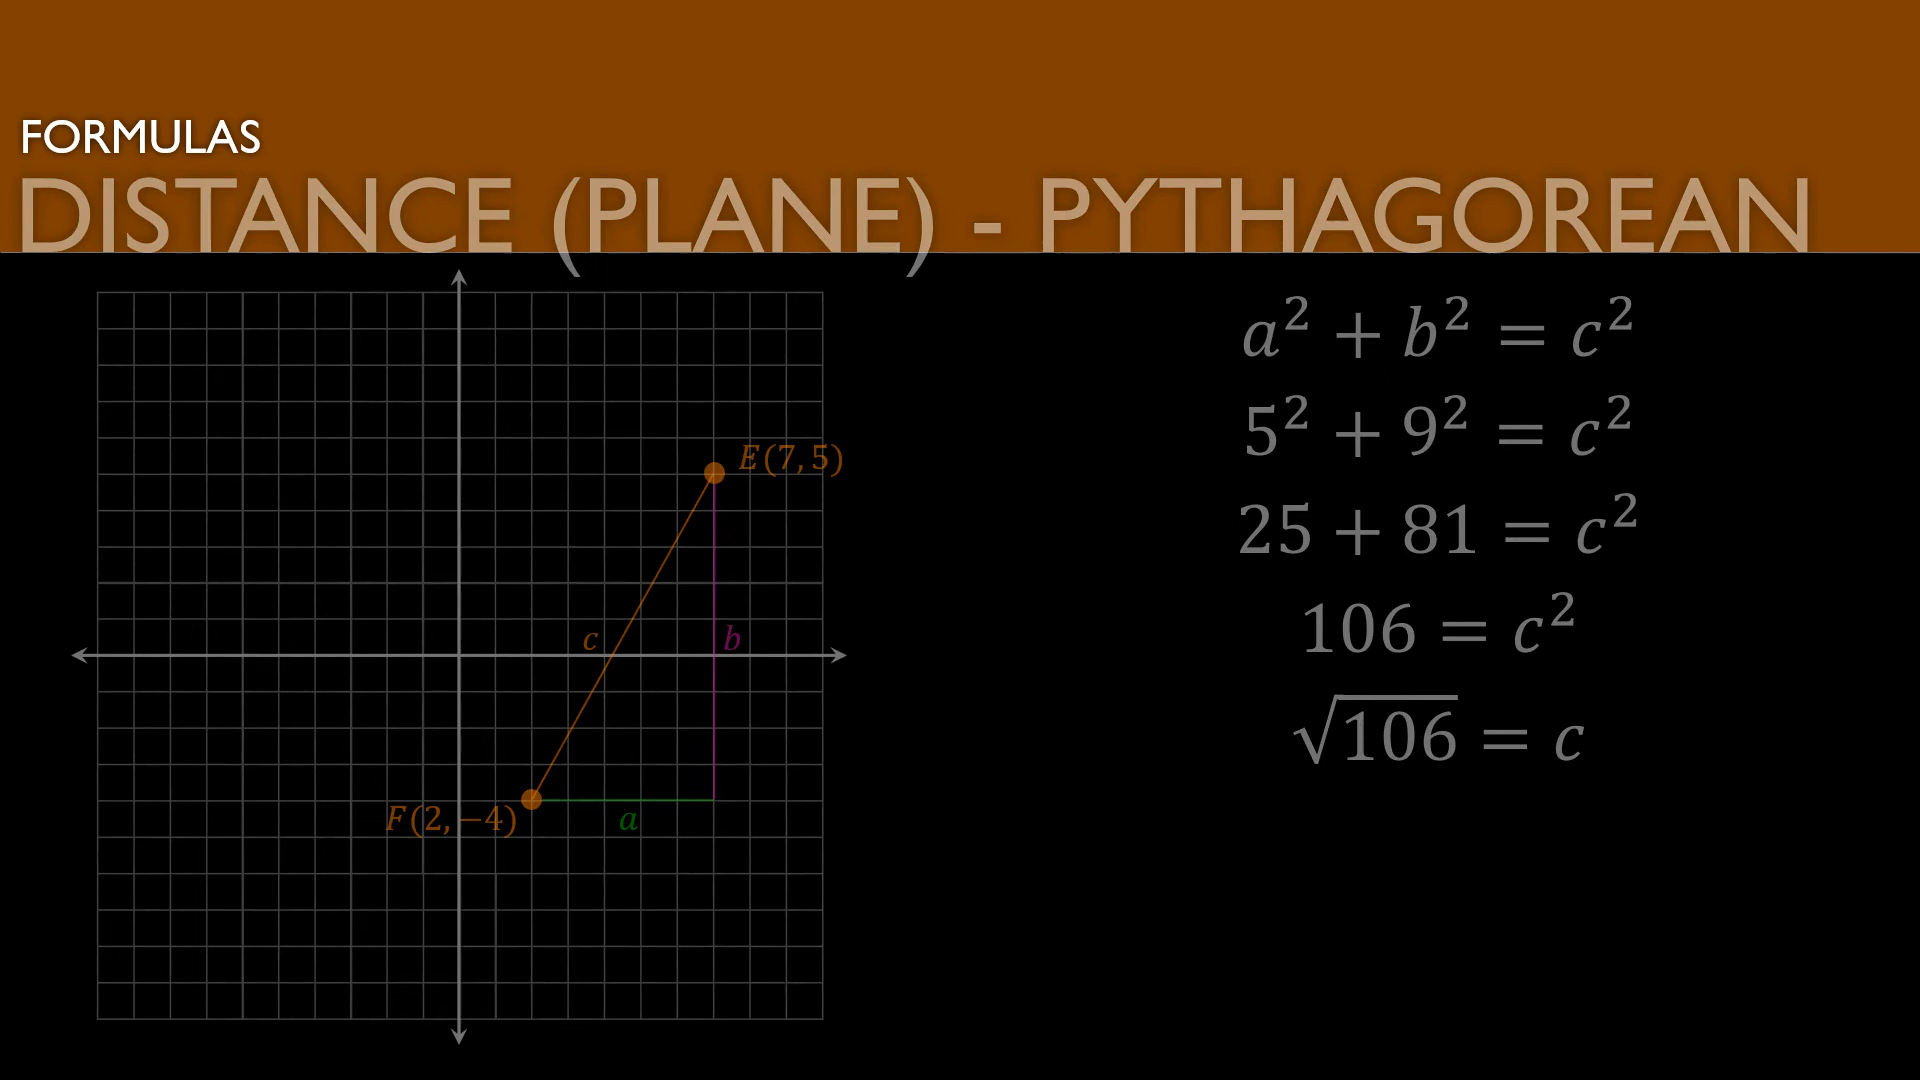 FORMULAS
DISTANCE (PLANE) - PYTHAGOREAN
a² + b² = c²
5² + 9² = c²
25 + 81 = c²
106 = c²
√106 = c
E(7, 5)
c
b
F(2, −4)
a